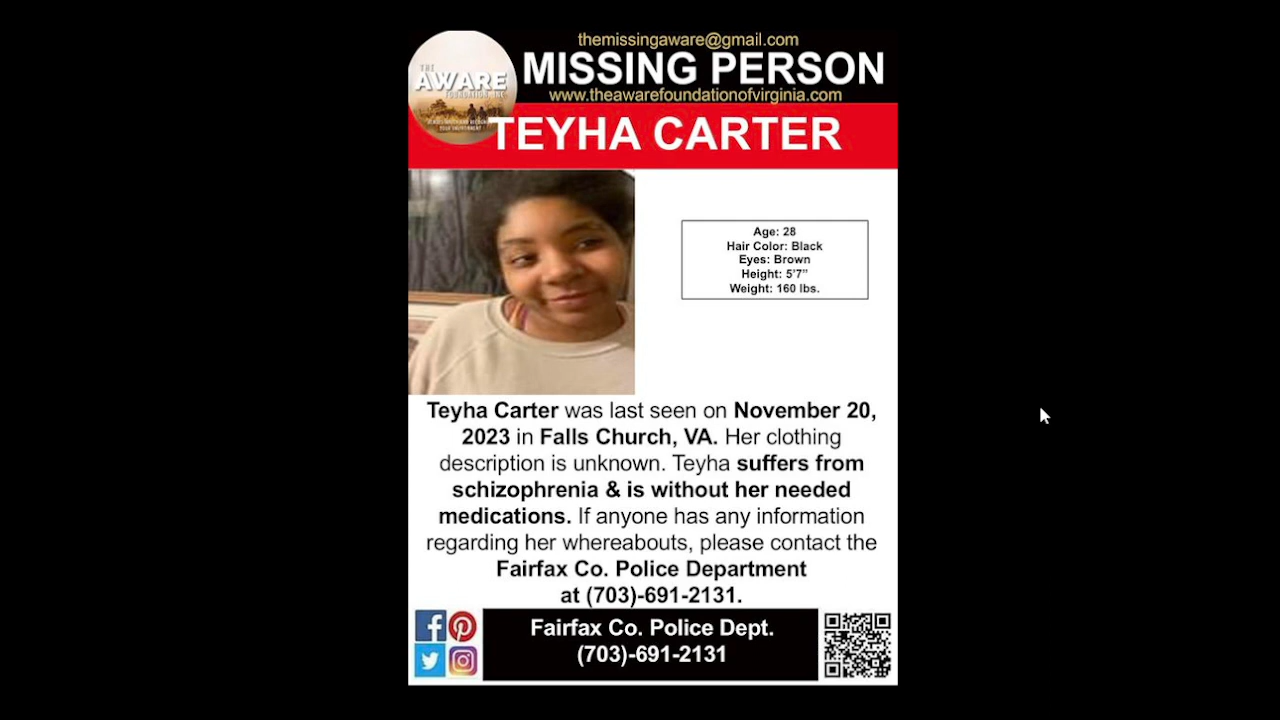 themissingaware@gmail.com
MISSING PERSON
www.theawarefoundationofvirginia.com
THE
AWARE
FOUNDATION, INC.
TEYHA CARTER
Age: 28
Hair Color: Black
Eyes: Brown
Height: 5'7”
Weight: 160 lbs.
Teyha Carter was last seen on November 20,
2023 in Falls Church, VA. Her clothing
description is unknown. Teyha suffers from
schizophrenia & is without her needed
medications. If anyone has any information
regarding her whereabouts, please contact the
Fairfax Co. Police Department
at (703)-691-2131.
Fairfax Co. Police Dept.
(703)-691-2131